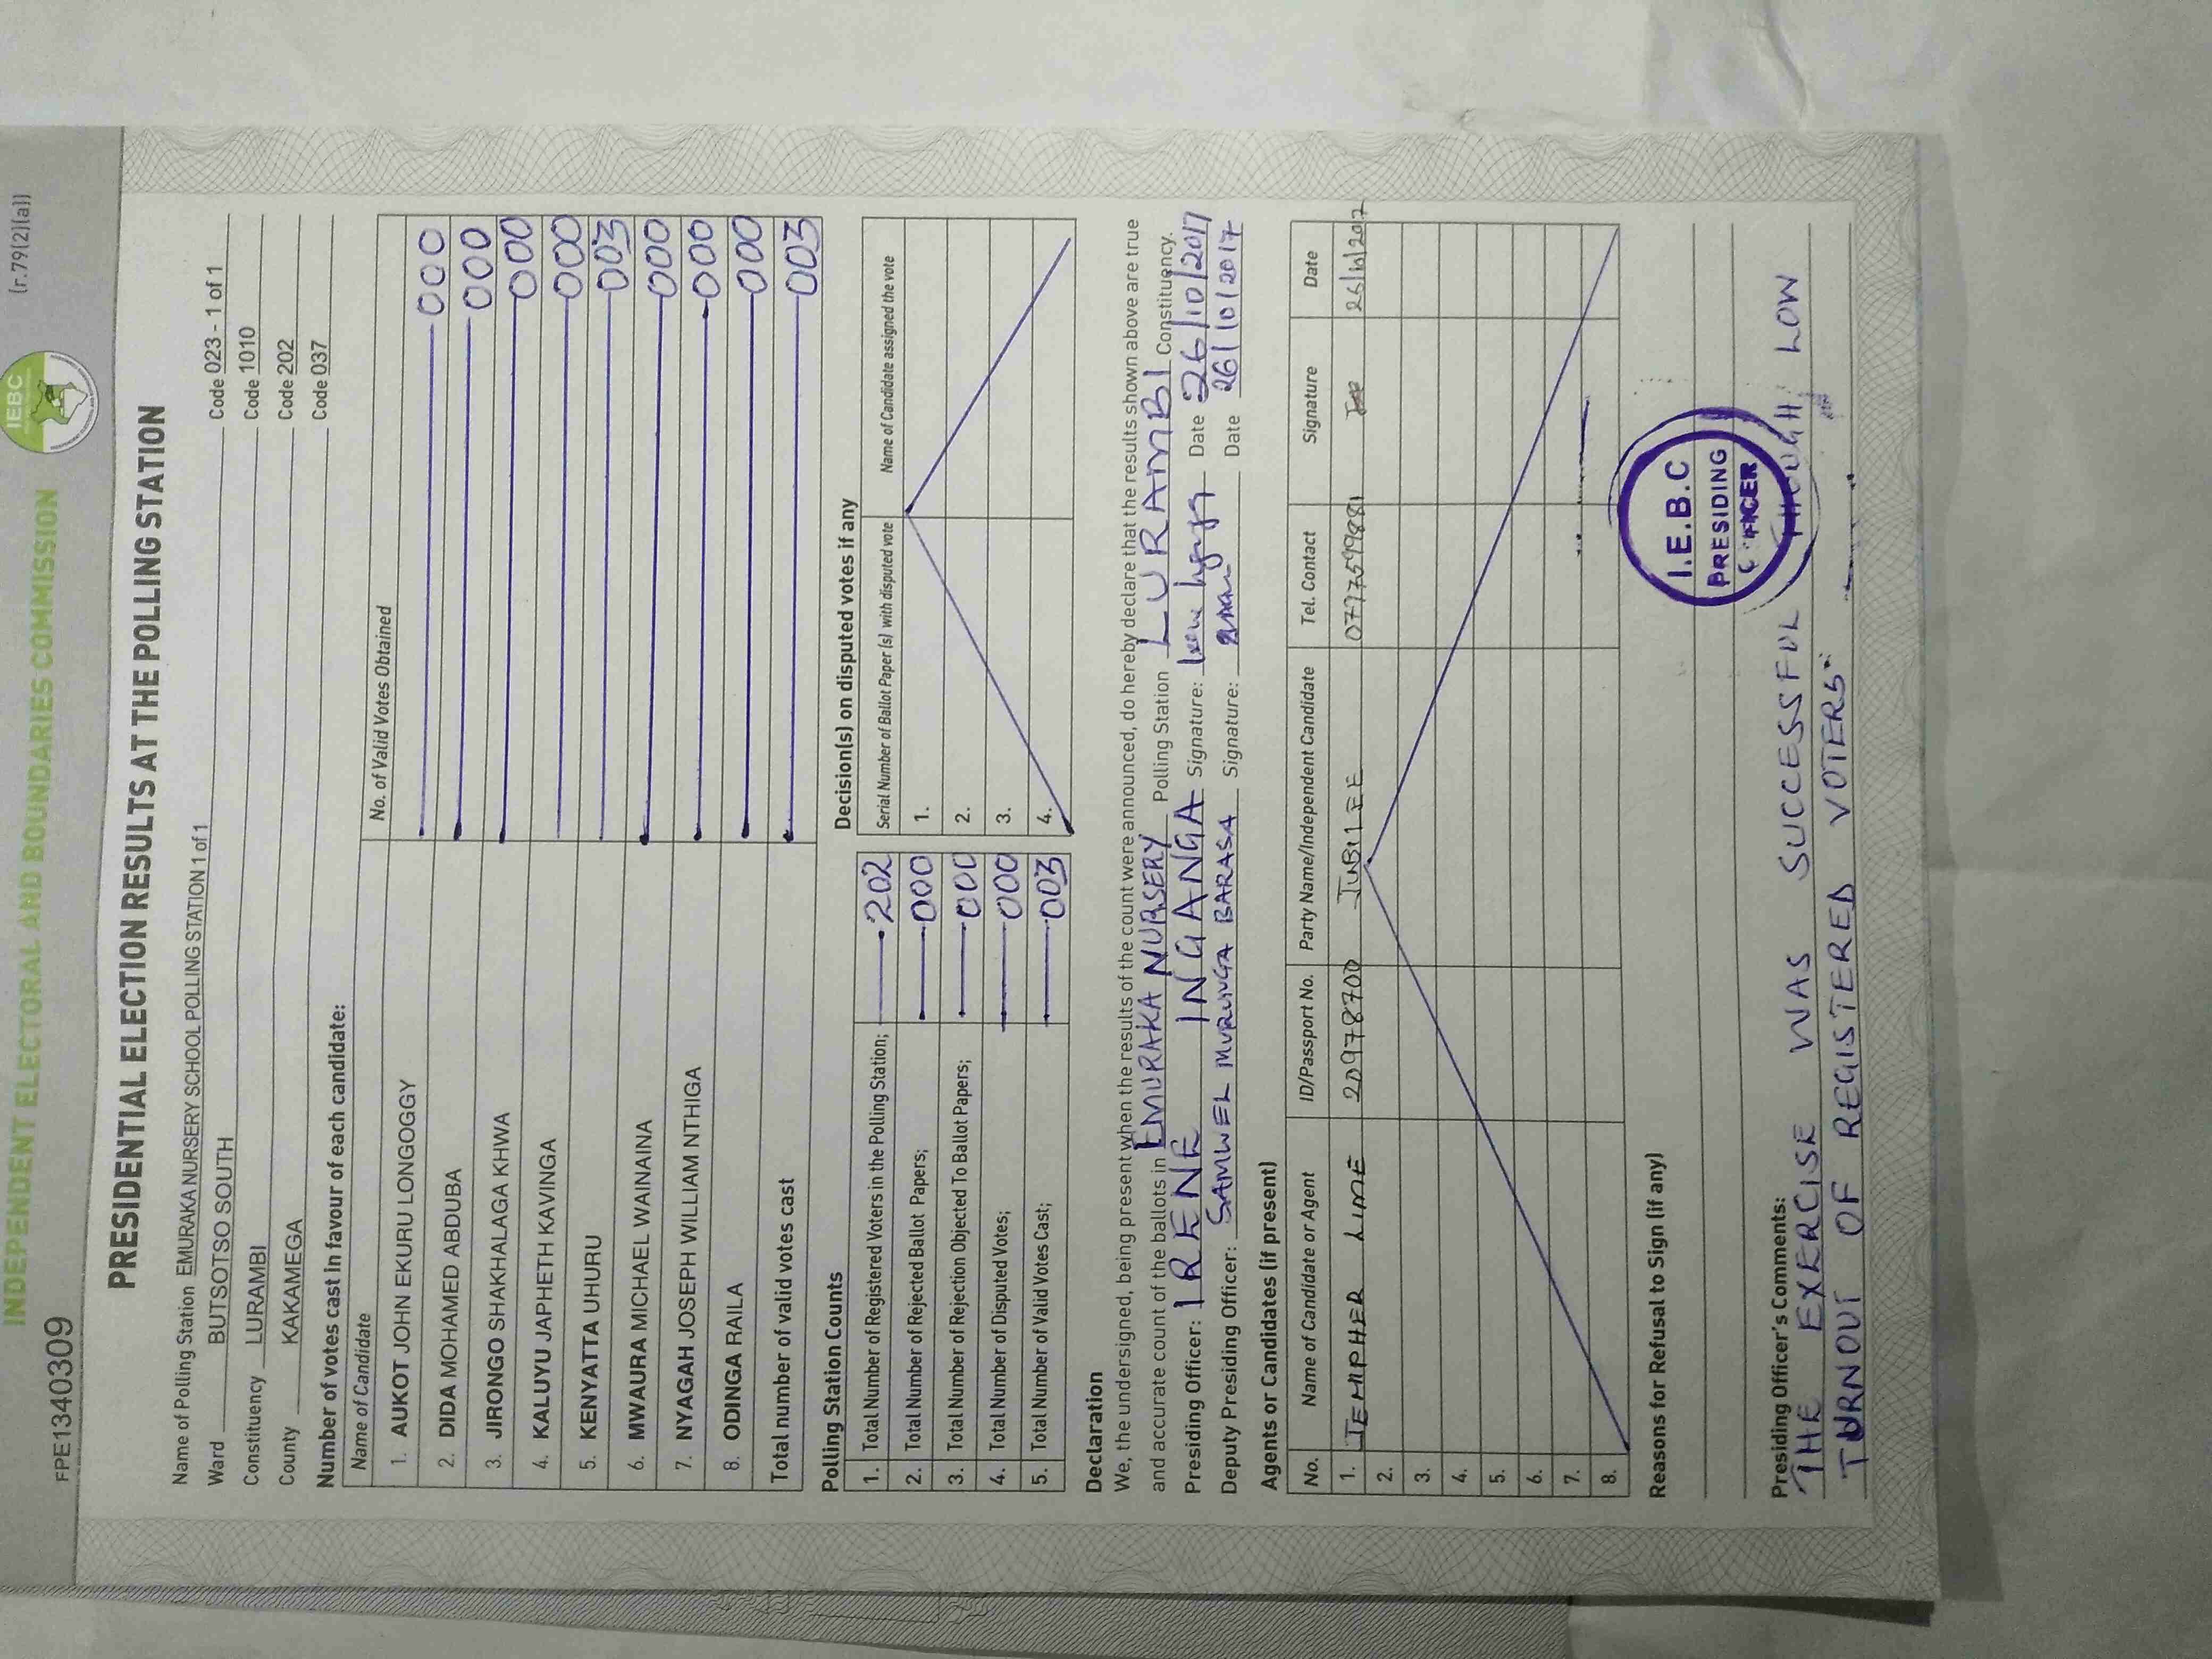 INDEPENDENT ELECTORAL AND BOUNDARIES COMMISSION
IEBC
(r.79(2)(a))
FPE1340309
PRESIDENTIAL ELECTION RESULTS AT THE POLLING STATION
Name of Polling Station EMURAKA NURSERY SCHOOL POLLING STATION 1 of 1
Ward BUTSOTSO SOUTH Code 023 - 1 of 1
Constituency LURAMBI Code 1010
County KAKAMEGA Code 202
Code 037
Number of votes cast in favour of each candidate:
Name of Candidate No. of Valid Votes Obtained
1. AUKOT JOHN EKURU LONGOGGY 000
2. DIDA MOHAMED ABDUBA 000
3. JIRONGO SHAKHALAGA KHWA 000
4. KALUYU JAPHETH KAVINGA 000
5. KENYATTA UHURU 003
6. MWAURA MICHAEL WAINAINA 000
7. NYAGAH JOSEPH WILLIAM NTHIGA 000
8. ODINGA RAILA 000
Total number of valid votes cast 003
Polling Station Counts
1. Total Number of Registered Voters in the Polling Station; 202
2. Total Number of Rejected Ballot Papers; 000
3. Total Number of Rejection Objected To Ballot Papers; 000
4. Total Number of Disputed Votes; 000
5. Total Number of Valid Votes Cast; 003
Decision(s) on disputed votes if any
Serial Number of Ballot Paper (s) with disputed vote Name of Candidate assigned the vote
1.
2.
3.
4.
Declaration
We, the undersigned, being present when the results of the count were announced, do hereby declare that the results shown above are true
and accurate count of the ballots in EMURAKA NURSERY Polling Station LURAMBI Constituency.
Presiding Officer: IRENE INGANGA Signature: Date 26/10/2017
Deputy Presiding Officer: SAMWEL MURUNGA BARASA Signature: Date 26/10/2017
Agents or Candidates (if present)
No. Name of Candidate or Agent ID/Passport No. Party Name/Independent Candidate Tel. Contact Signature Date
1. JEMIPHER LIME 20978700 JUBILEE 26/10/2017
2.
3.
4.
5.
6.
7.
8.
Reasons for Refusal to Sign (if any)
I.E.B.C
PRESIDING
OFFICER
Presiding Officer's Comments:
THE EXERCISE WAS SUCCESSFUL THOUGH LOW
TURNOUT OF REGISTERED VOTERS